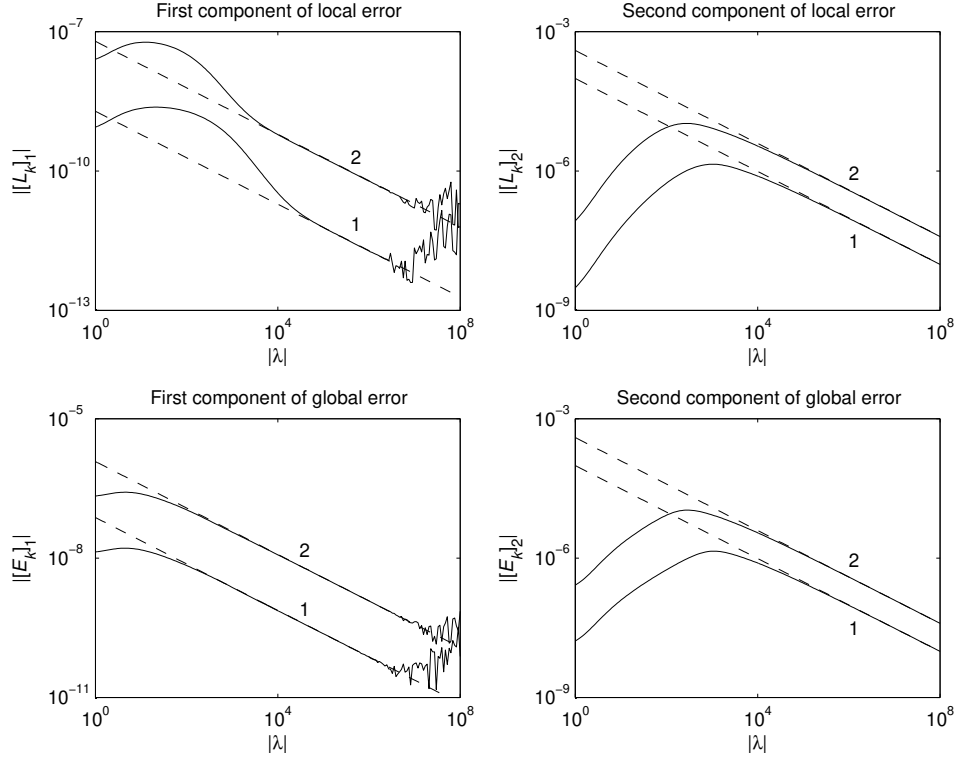 First component of local error
Second component of local error
10^-7
10^-10
10^-13
|[L_k]_1|
2
1
10^0
10^4
10^8
|λ|
10^-3
10^-6
10^-9
|[L_k]_2|
2
1
10^0
10^4
10^8
|λ|
First component of global error
Second component of global error
10^-5
10^-8
10^-11
|[E_k]_1|
2
1
10^0
10^4
10^8
|λ|
10^-3
10^-6
10^-9
|[E_k]_2|
2
1
10^0
10^4
10^8
|λ|